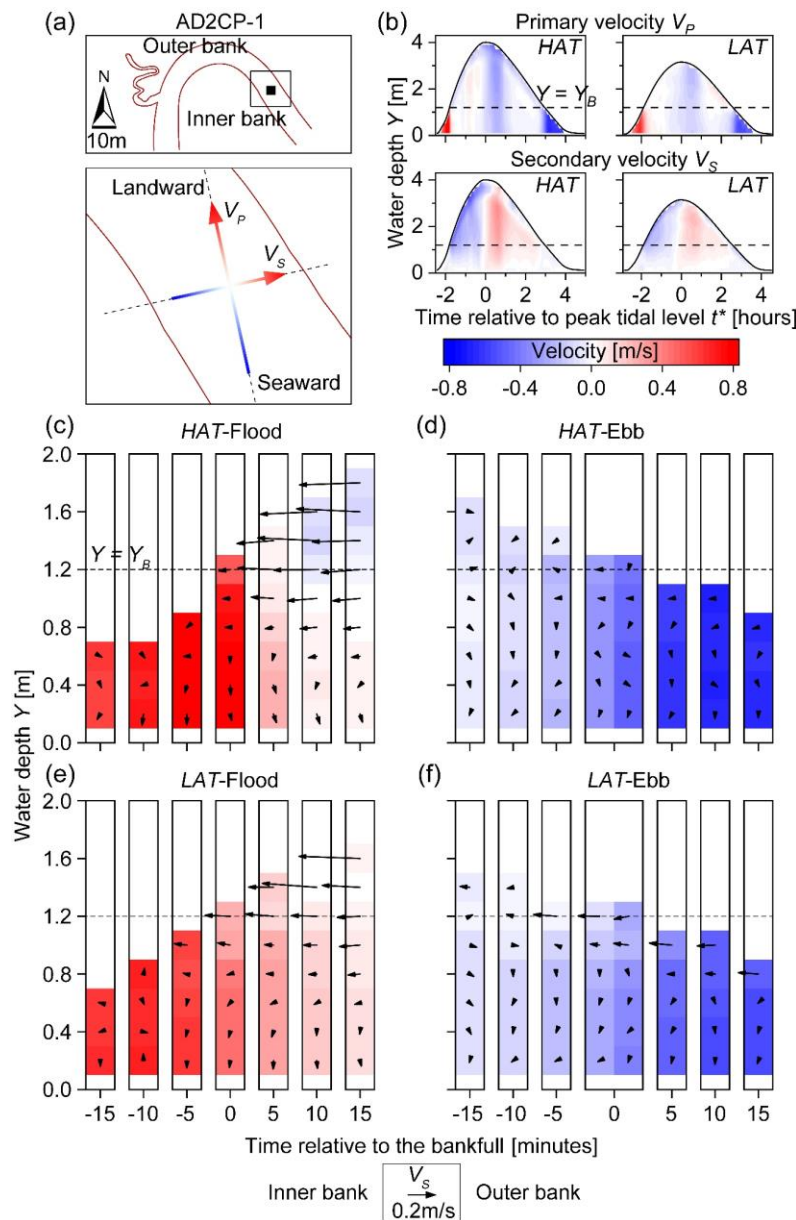 (a) AD2CP-1
Outer bank
N
10m
Inner bank
Landward
V_P
V_S
Seaward
(b) Primary velocity V_P
HAT LAT
Y = Y_B
4
2
0
Secondary velocity V_S
HAT LAT
4
2
0
Water depth Y [m]
-2 0 2 4 -2 0 2 4
Time relative to peak tidal level t* [hours]
Velocity [m/s]
-0.8 -0.4 0.0 0.4 0.8
(c) HAT-Flood
2.0
1.6
Y = Y_B
1.2
0.8
0.4
0.0
(d) HAT-Ebb
Water depth Y [m]
(e) LAT-Flood
2.0
1.6
1.2
0.8
0.4
0.0
-15 -10 -5 0 5 10 15
(f) LAT-Ebb
-15 -10 -5 0 5 10 15
Time relative to the bankfull [minutes]
Inner bank V_S Outer bank
0.2m/s